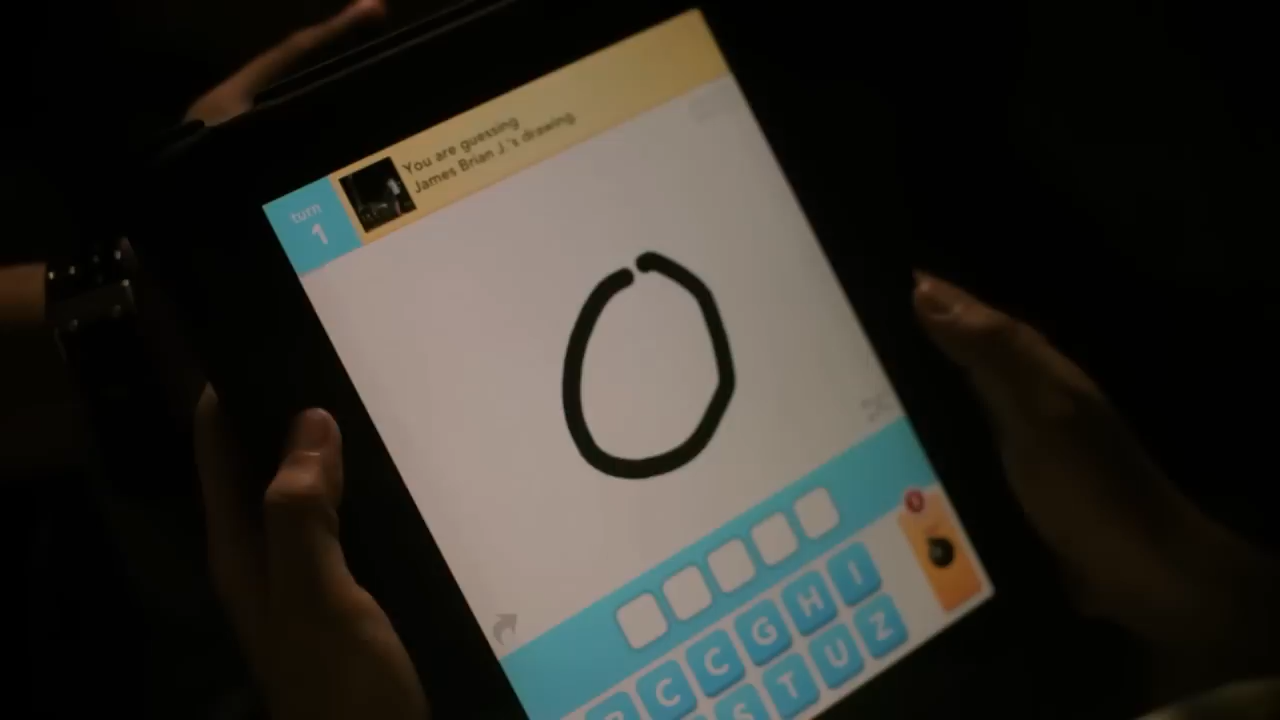 turn
1
You are guessing
James Brian J.'s drawing.
C C G H I
S T U Z